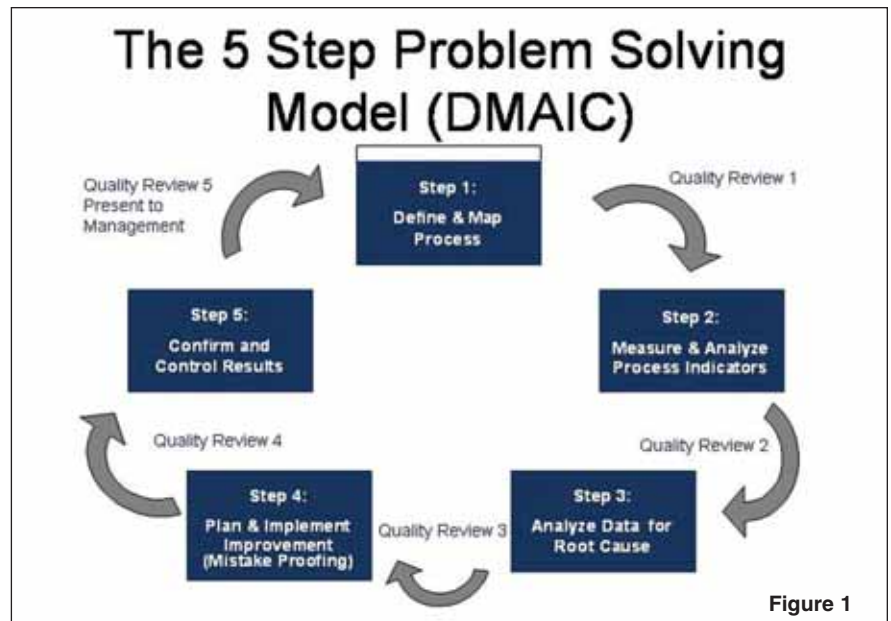 The 5 Step Problem Solving
Model (DMAIC)
Step 1:
Define & Map
Process
Quality Review 1
Step 2:
Measure & Analyze
Process Indicators
Quality Review 2
Step 3:
Analyze Data for
Root Cause
Quality Review 3
Step 4:
Plan & Implement
Improvement
(Mistake Proofing)
Quality Review 4
Step 5:
Confirm and
Control Results
Quality Review 5
Present to
Management
Figure 1